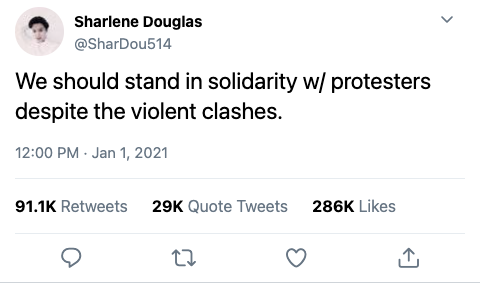 Sharlene Douglas
@SharDou514
We should stand in solidarity w/ protesters
despite the violent clashes.
12:00 PM · Jan 1, 2021
91.1K Retweets 29K Quote Tweets 286K Likes